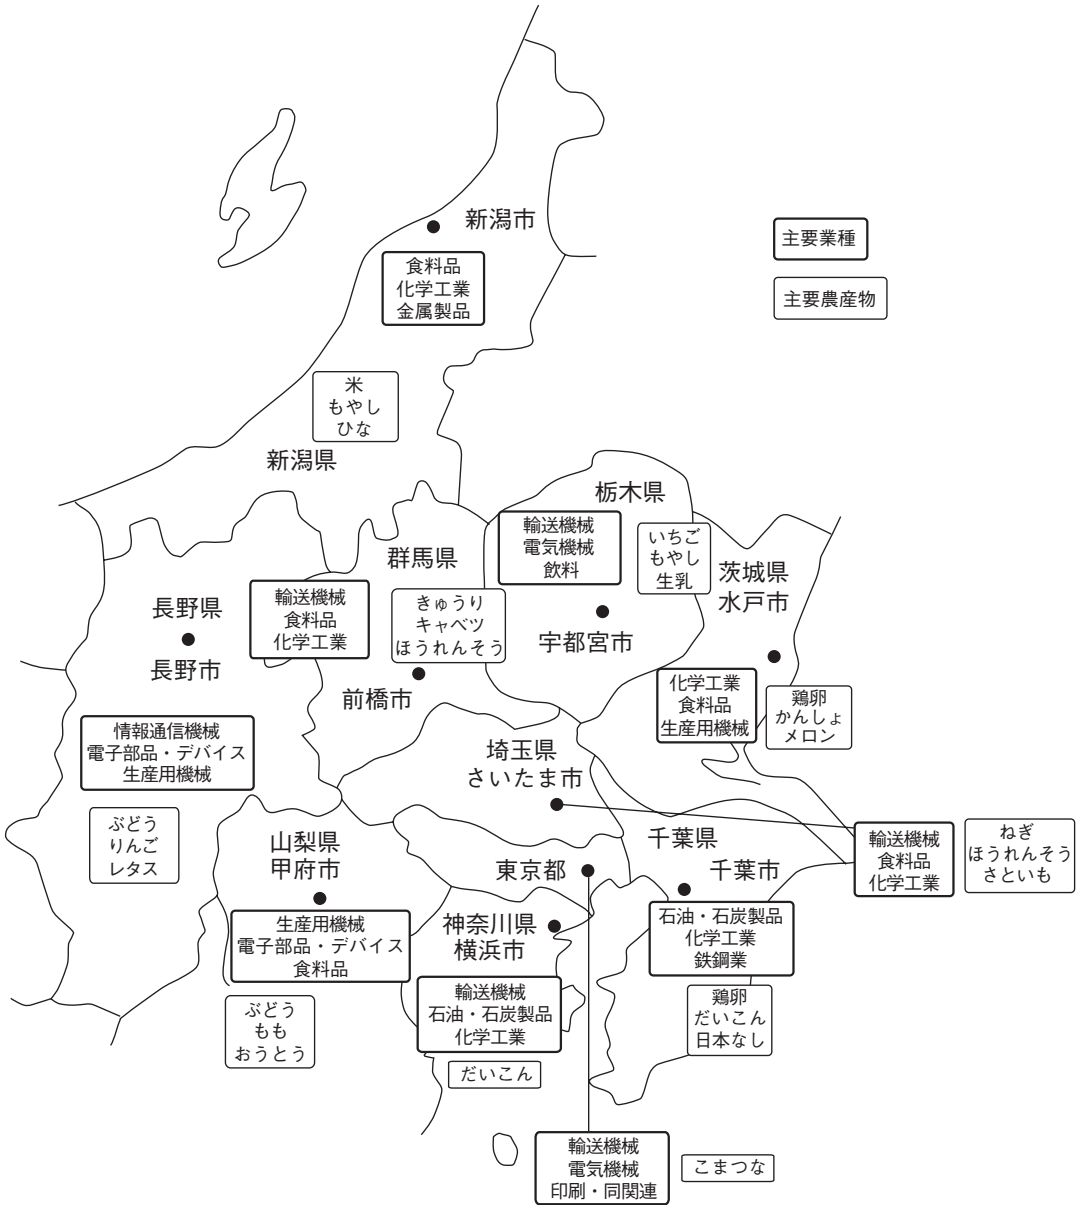 新潟市
食料品
化学工業
金属製品
主要業種
主要農産物
米
もやし
ひな
新潟県
栃木県
輸送機械
電気機械
飲料
いちご
もやし
生乳
宇都宮市
群馬県
きゅうり
キャベツ
ほうれんそう
前橋市
輸送機械
食料品
化学工業
茨城県
水戸市
化学工業
食料品
生産用機械
鶏卵
かんしょ
メロン
長野県
長野市
情報通信機械
電子部品・デバイス
生産用機械
ぶどう
りんご
レタス
埼玉県
さいたま市
輸送機械
食料品
化学工業
ねぎ
ほうれんそう
さといも
山梨県
甲府市
生産用機械
電子部品・デバイス
食料品
ぶどう
もも
おうとう
東京都
千葉県
千葉市
石油・石炭製品
化学工業
鉄鋼業
鶏卵
だいこん
日本なし
神奈川県
横浜市
輸送機械
石油・石炭製品
化学工業
だいこん
輸送機械
電気機械
印刷・同関連
こまつな